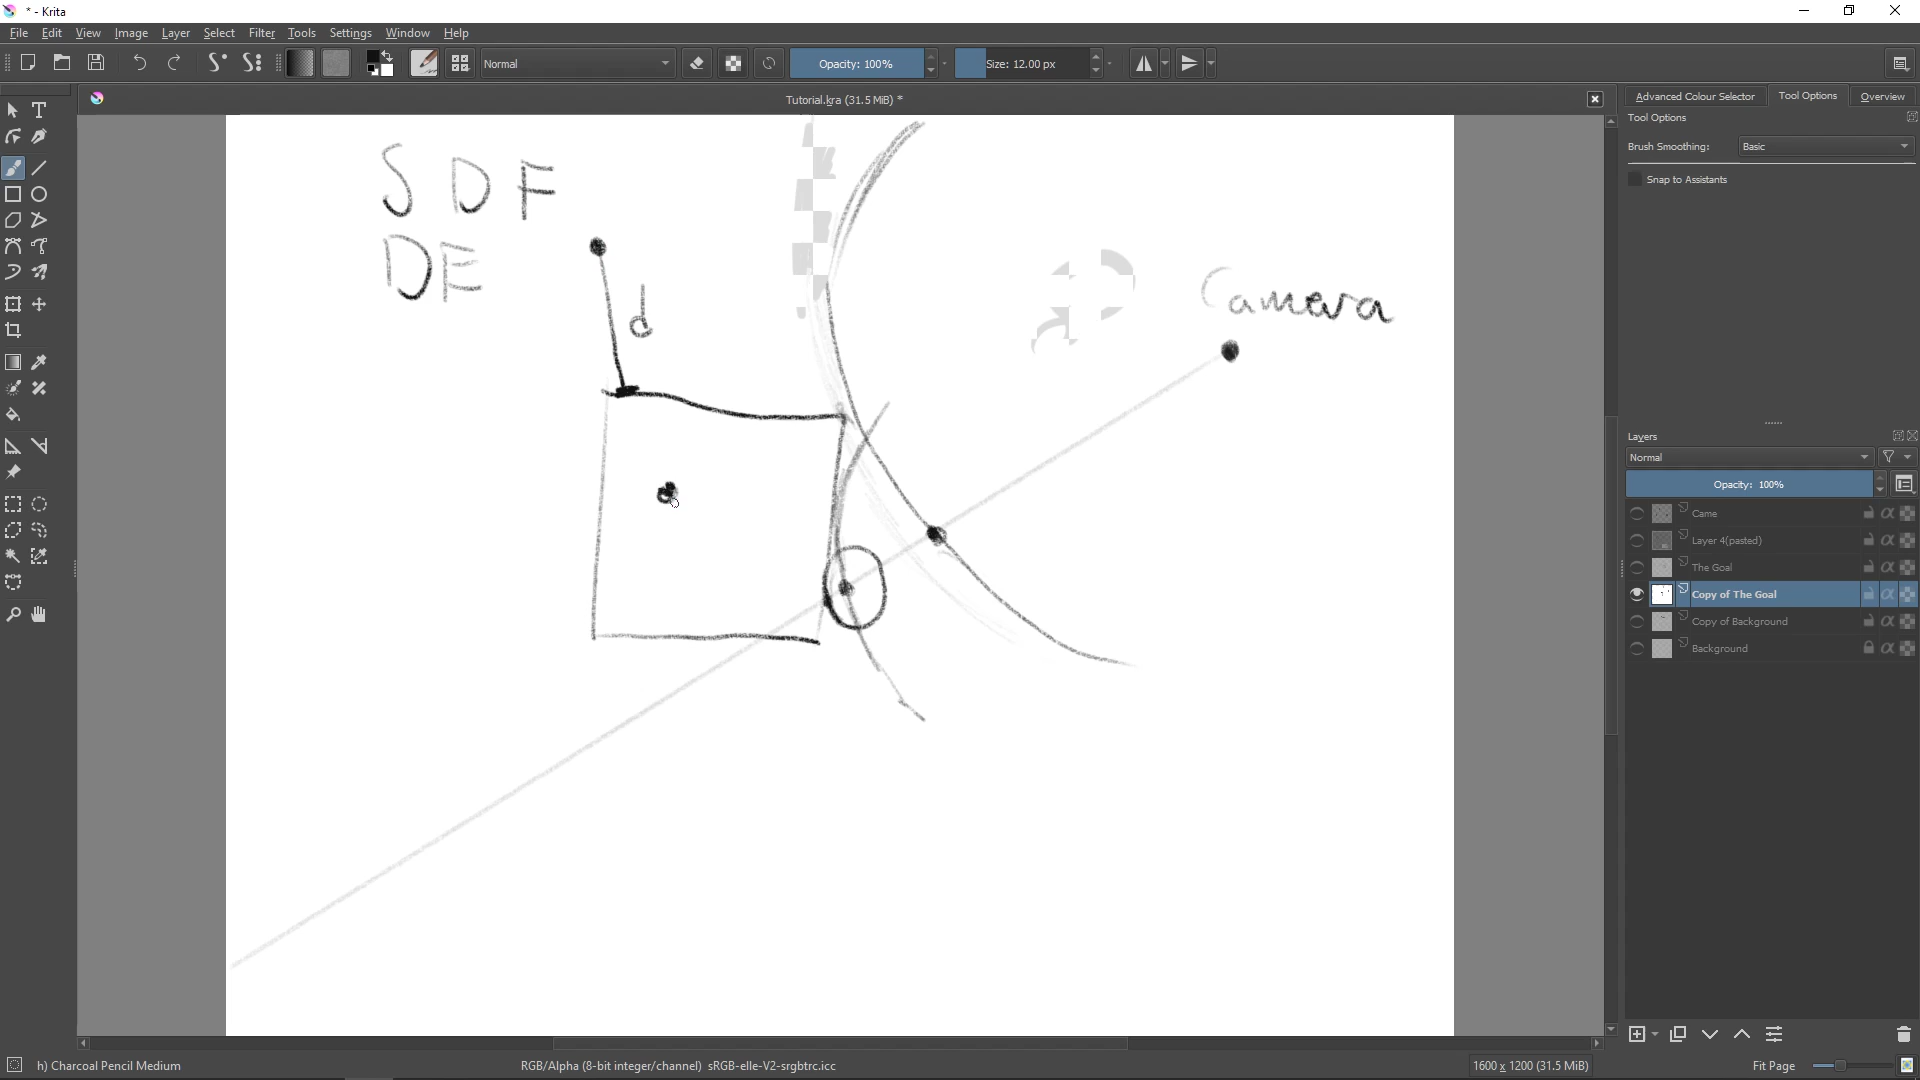 * - Krita
File Edit View Image Layer Select Filter Tools Settings Window Help
Normal Opacity: 100% Size: 12.00 px
Tutorial.kra (31.5 MiB) *
Advanced Colour Selector Tool Options Overview
Tool Options
Brush Smoothing: Basic
Snap to Assistants
S D F
DE
d
Camera
Layers
Normal
Opacity: 100%
Came
Layer 4(pasted)
The Goal
Copy of The Goal
Copy of Background
Background
h) Charcoal Pencil Medium
RGB/Alpha (8-bit integer/channel) sRGB-elle-V2-srgbtrc.icc
1600 x 1200 (31.5 MiB)
Fit Page